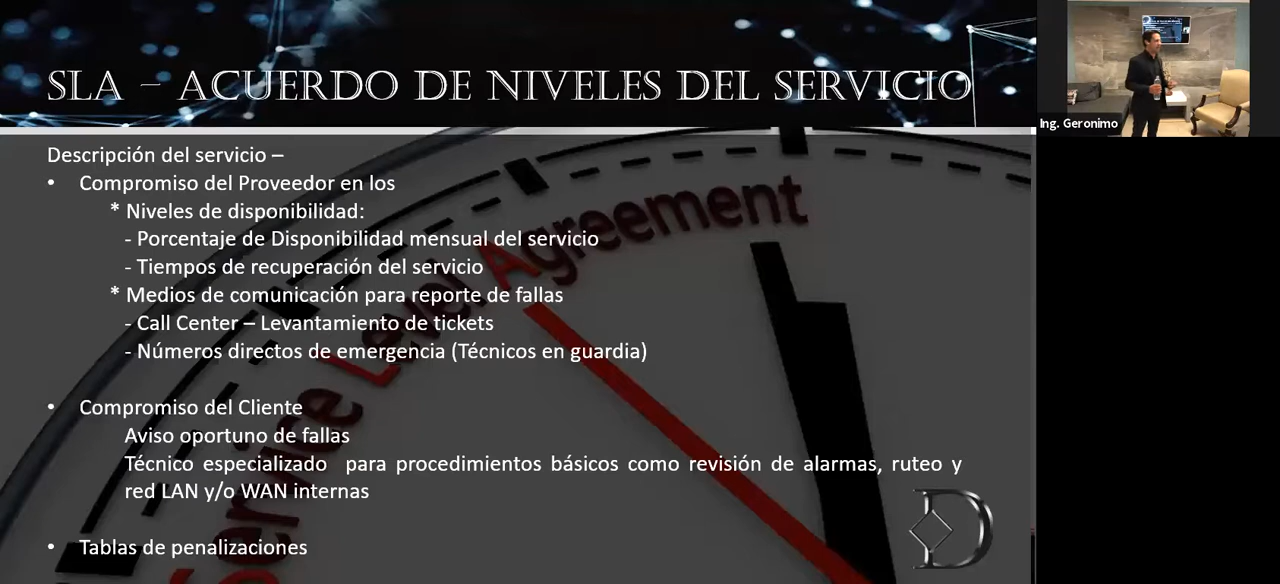 SLA – ACUERDO DE NIVELES DEL SERVICIO
Ing. Geronimo
Descripción del servicio –
• Compromiso del Proveedor en los
* Niveles de disponibilidad:
- Porcentaje de Disponibilidad mensual del servicio
- Tiempos de recuperación del servicio
* Medios de comunicación para reporte de fallas
- Call Center – Levantamiento de tickets
- Números directos de emergencia (Técnicos en guardia)
• Compromiso del Cliente
Aviso oportuno de fallas
Técnico especializado para procedimientos básicos como revisión de alarmas, ruteo y
red LAN y/o WAN internas
• Tablas de penalizaciones
Service Level Agreement
D